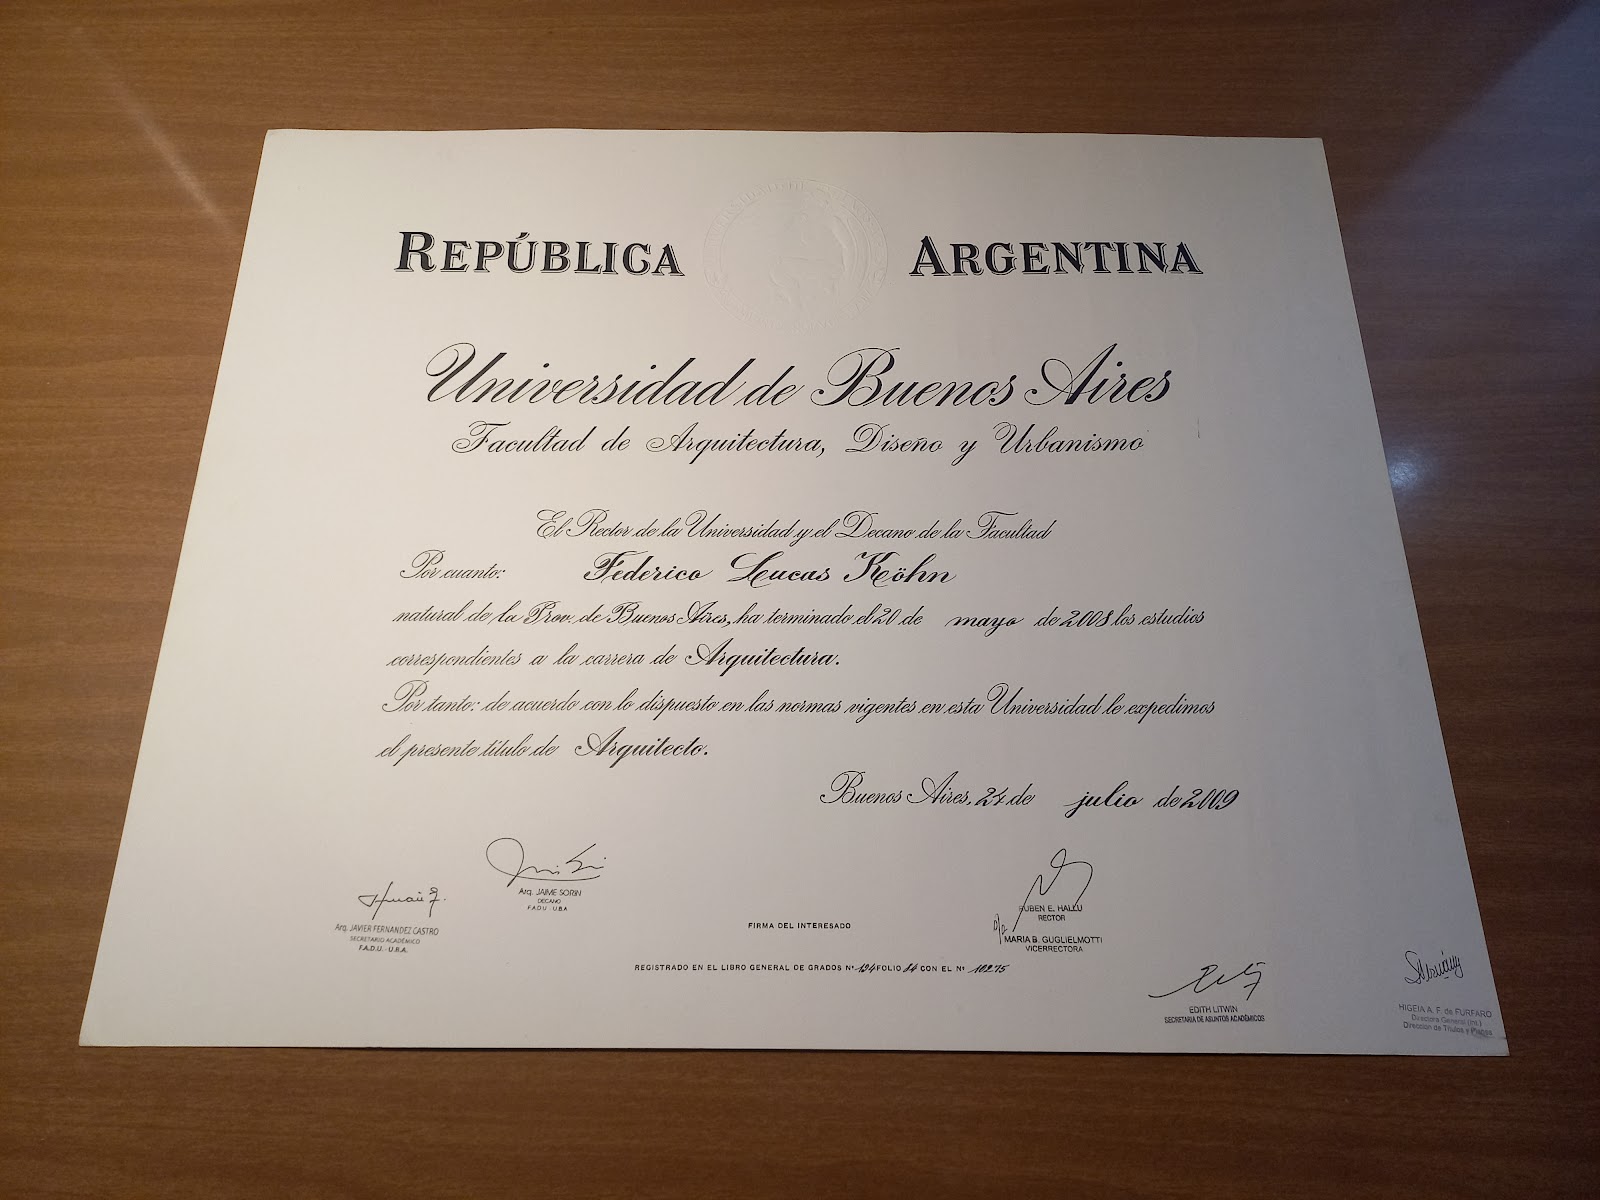 REPÚBLICA ARGENTINA
Universidad de Buenos Aires
Facultad de Arquitectura, Diseño y Urbanismo
El Rector de la Universidad y el Decano de la Facultad
Por cuanto: Federico Lucas Köhn
natural de la Prov. de Buenos Aires, ha terminado el 20 de mayo de 2008 los estudios
correspondientes a la carrera de Arquitectura.
Por tanto: de acuerdo con lo dispuesto en las normas vigentes en esta Universidad le expedimos
el presente título de Arquitecto.
Buenos Aires, 24 de julio de 2009
Arq. JAIME SORIN
DECANO
FADU - UBA
Arq. JAVIER FERNANDEZ CASTRO
SECRETARIO ACADÉMICO
F.A.D.U. - U.B.A.
FIRMA DEL INTERESADO
RUBEN E. HALLU
RECTOR
MARIA B. GUGLIELMOTTI
VICERRECTORA
REGISTRADO EN EL LIBRO GENERAL DE GRADOS Nº 194 FOLIO 84 CON EL Nº 10275
EDITH LITWIN
SECRETARIA DE ASUNTOS ACADÉMICOS
HIGEIA A. F. de FURFARO
Directora General (Int.)
Dirección de Títulos y Planes